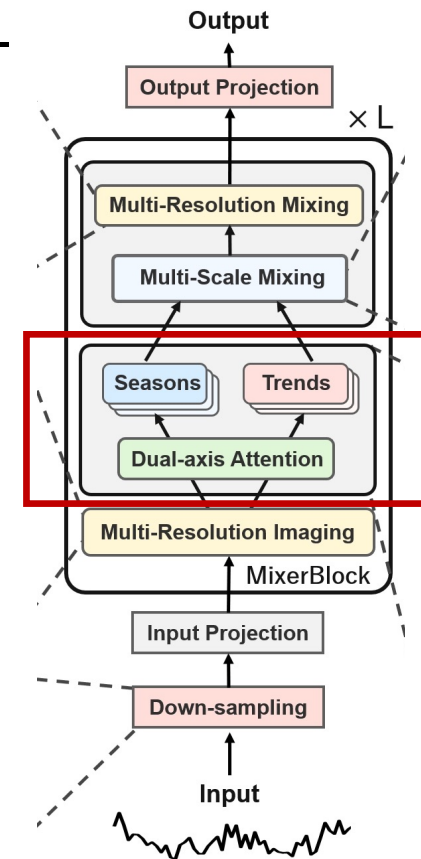 Output
Output Projection
× L
Multi-Resolution Mixing
Multi-Scale Mixing
Seasons
Trends
Dual-axis Attention
Multi-Resolution Imaging
MixerBlock
Input Projection
Down-sampling
Input